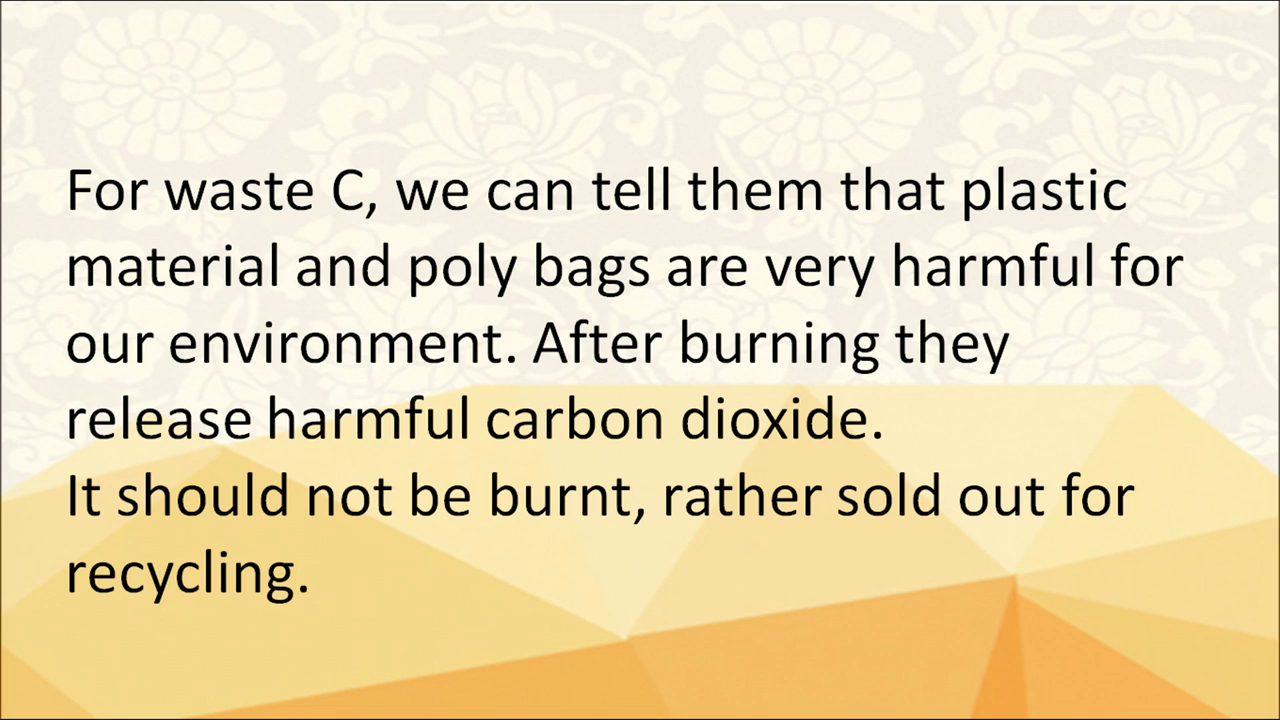 For waste C, we can tell them that plastic
material and poly bags are very harmful for
our environment. After burning they
release harmful carbon dioxide.
It should not be burnt, rather sold out for
recycling.